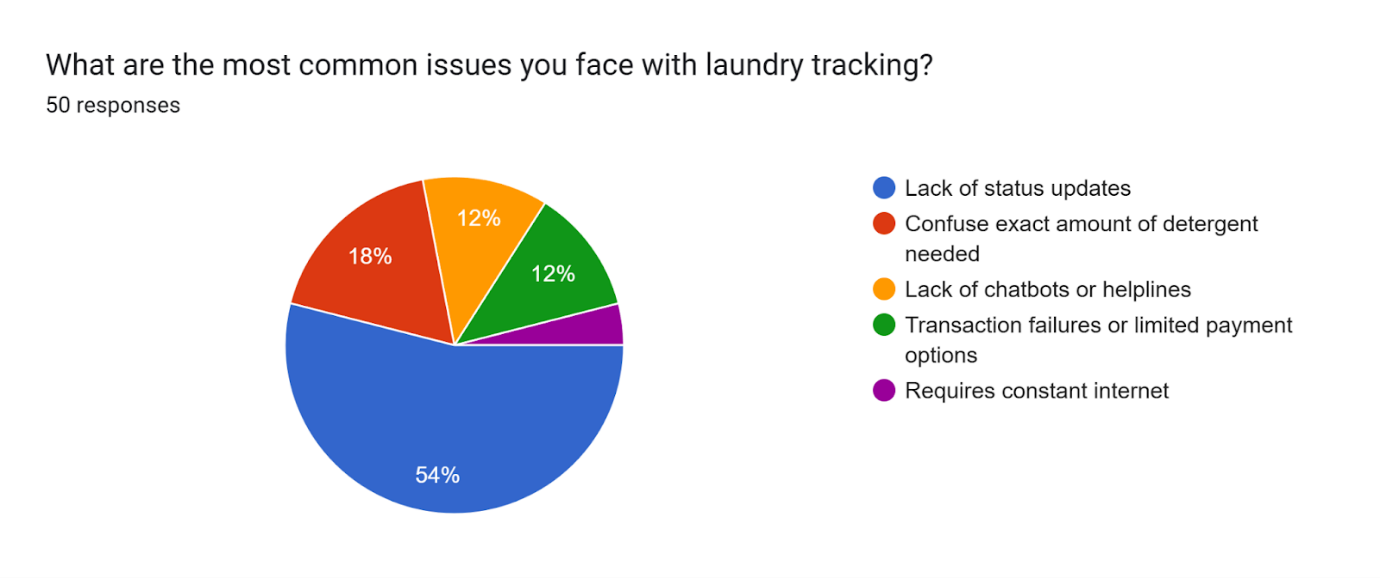 What are the most common issues you face with laundry tracking?
50 responses
12%
18%
12%
54%
Lack of status updates
Confuse exact amount of detergent
needed
Lack of chatbots or helplines
Transaction failures or limited payment
options
Requires constant internet